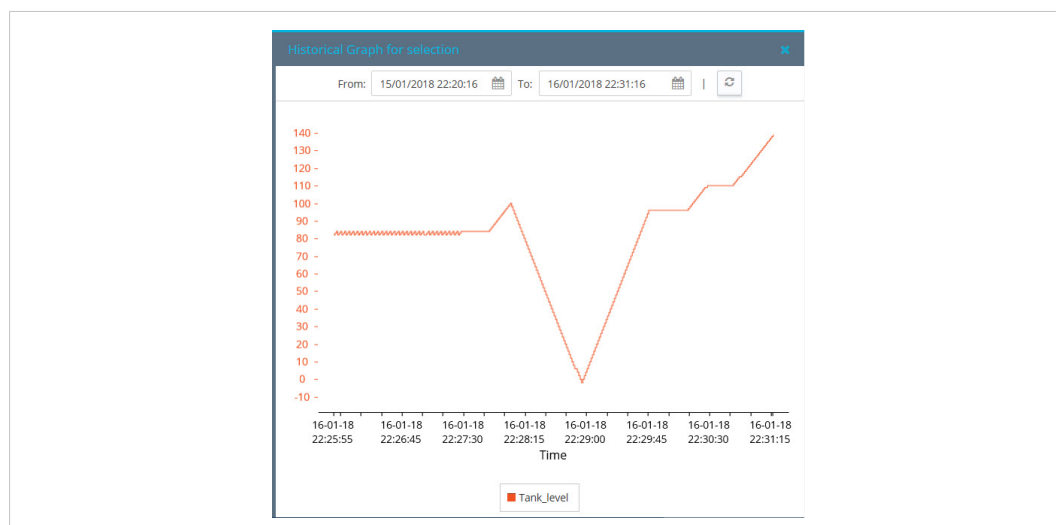 Historical Graph for selection
From: 15/01/2018 22:20:16 To: 16/01/2018 22:31:16 |
140
130
120
110
100
90
80
70
60
50
40
30
20
10
0
-10
16-01-18 16-01-18 16-01-18 16-01-18 16-01-18 16-01-18 16-01-18 16-01-18
22:25:55 22:26:45 22:27:30 22:28:15 22:29:00 22:29:45 22:30:30 22:31:15
Time
Tank_level